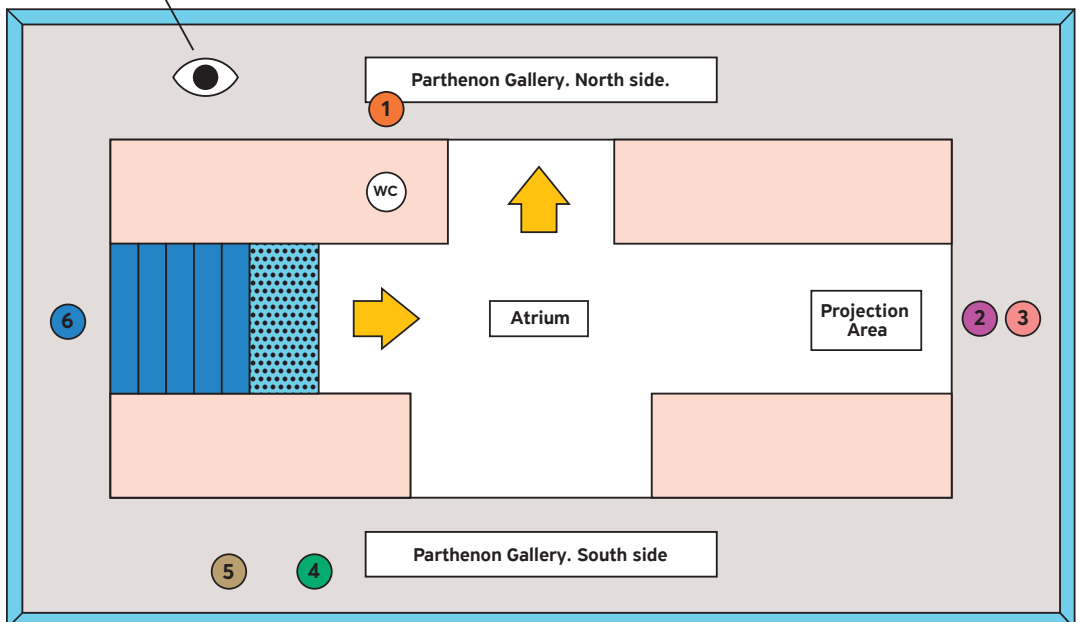 Parthenon Gallery. North side.
1
WC
6
Atrium
Projection
Area
2
3
Parthenon Gallery. South side
5
4